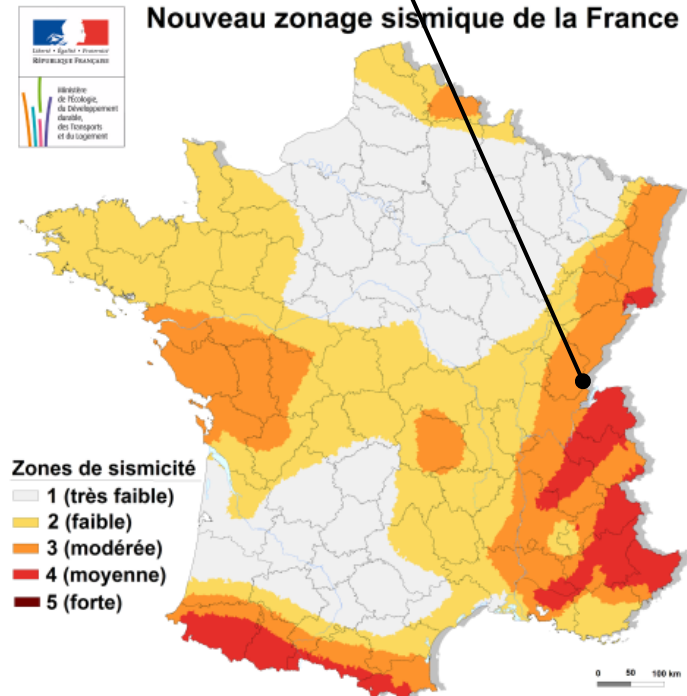 Nouveau zonage sismique de la France
Liberté • Égalité • Fraternité
RÉPUBLIQUE FRANÇAISE
Ministère
de l'Écologie,
du Développement
durable,
des Transports
et du Logement
Zones de sismicité
1 (très faible)
2 (faible)
3 (modérée)
4 (moyenne)
5 (forte)
0 50 100 km